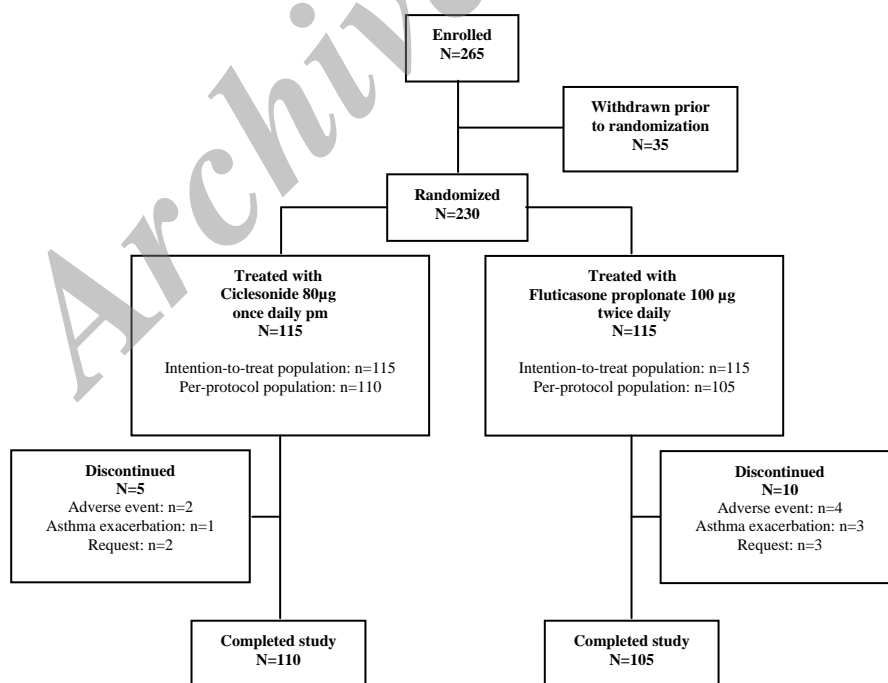 Archive
Enrolled
N=265
Withdrawn prior
to randomization
N=35
Randomized
N=230
Treated with
Ciclesonide 80µg
once daily pm
N=115
Intention-to-treat population: n=115
Per-protocol population: n=110
Treated with
Fluticasone proplonate 100 µg
twice daily
N=115
Intention-to-treat population: n=115
Per-protocol population: n=105
Discontinued
N=5
Adverse event: n=2
Asthma exacerbation: n=1
Request: n=2
Discontinued
N=10
Adverse event: n=4
Asthma exacerbation: n=3
Request: n=3
Completed study
N=110
Completed study
N=105